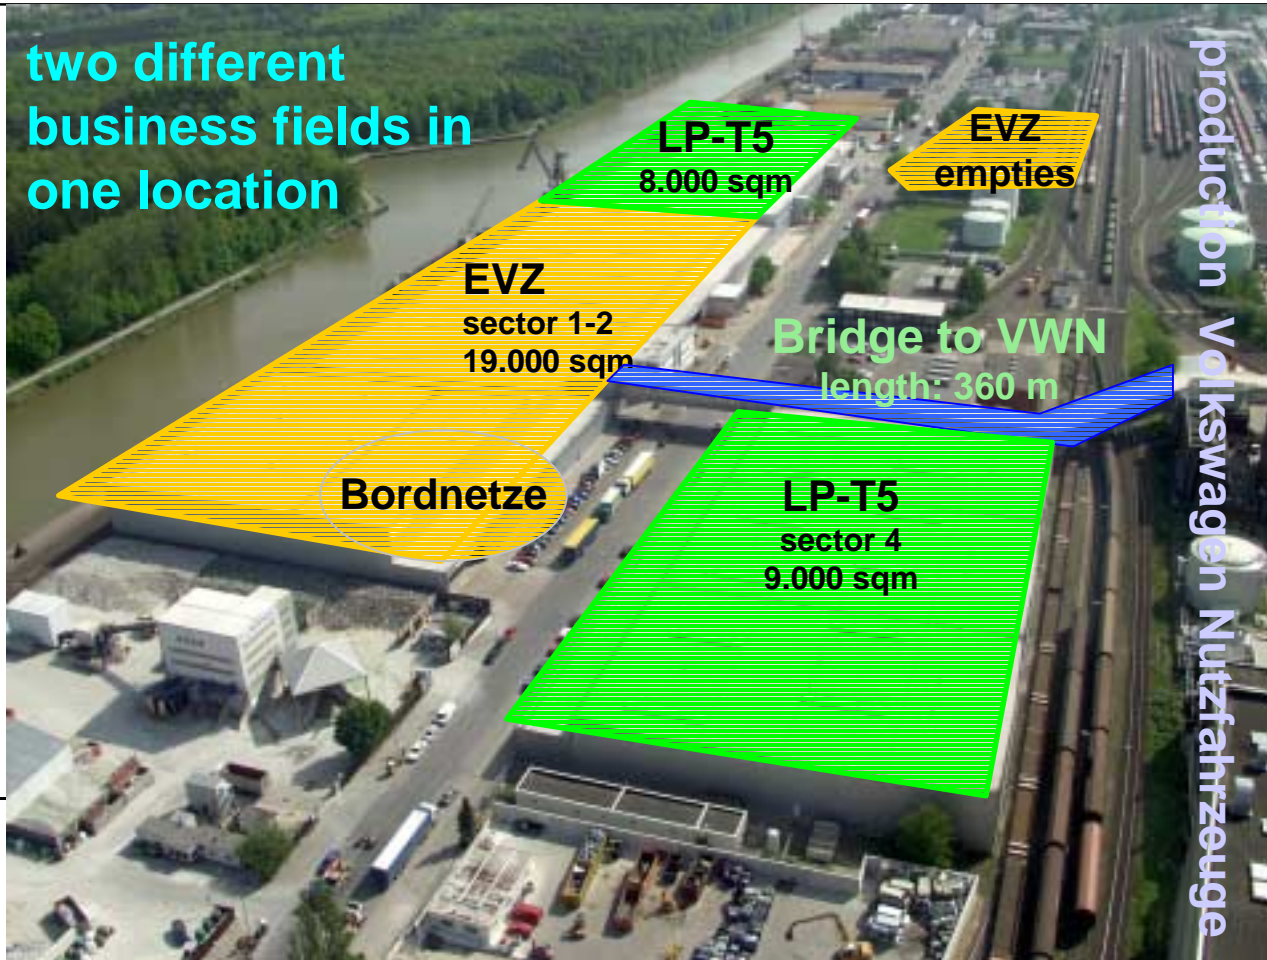 two different
business fields in
one location
LP-T5
8.000 sqm
EVZ
empties
EVZ
sector 1-2
19.000 sqm
Bridge to VWN
length: 360 m
Bordnetze
LP-T5
sector 4
9.000 sqm
production Volkswagen Nutzfahrzeuge